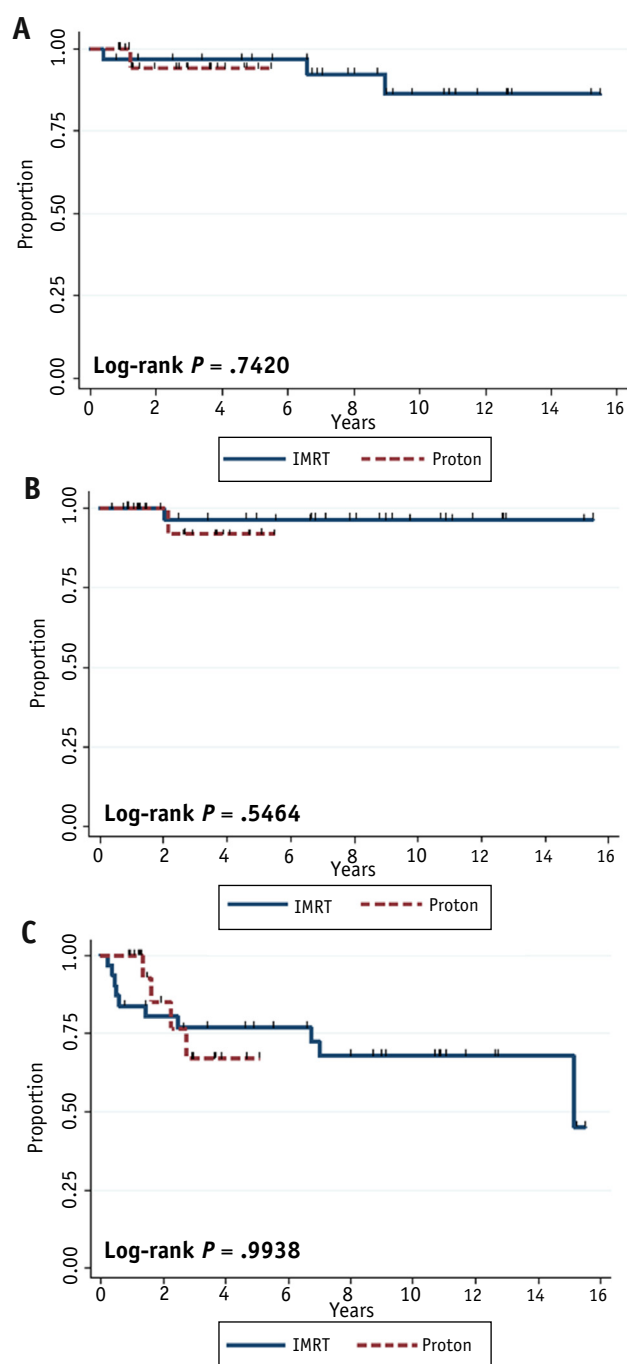 A
1.00
0.75
0.50
0.25
0.00
Proportion
Log-rank P = .7420
0 2 4 6 8 10 12 14 16
Years
IMRT Proton
B
1.00
0.75
0.50
0.25
0.00
Proportion
Log-rank P = .5464
0 2 4 6 8 10 12 14 16
Years
IMRT Proton
C
1.00
0.75
0.50
0.25
0.00
Proportion
Log-rank P = .9938
0 2 4 6 8 10 12 14 16
Years
IMRT Proton